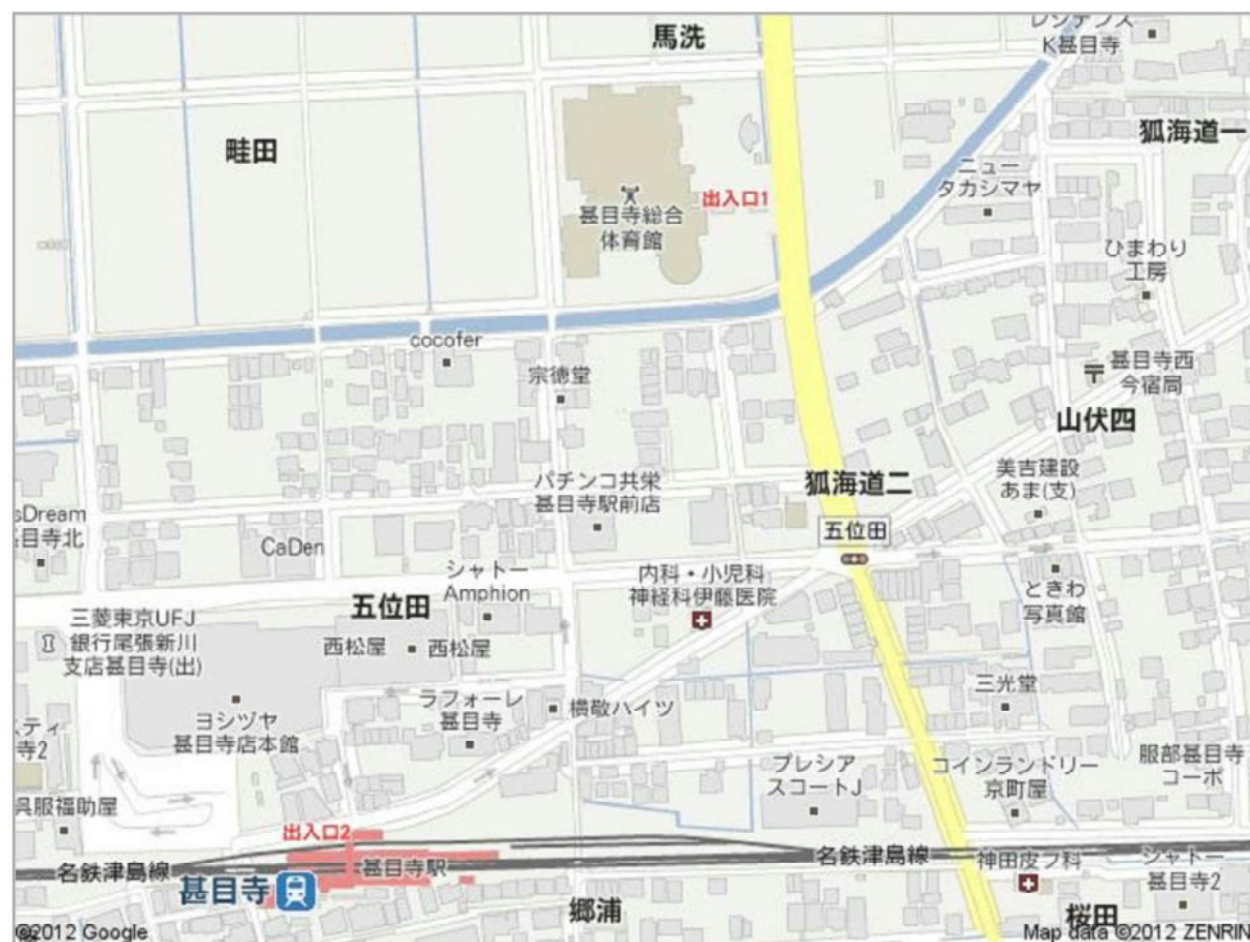 馬洗
K甚目寺
狐海道一
畦田
出入口1
ニュー
タカシマヤ
甚目寺総合
体育館
ひまわり
工房
cocofer
宗徳堂
甚目寺西
今宿局
山伏四
パチンコ共栄
甚目寺駅前店
狐海道二
美吉建設
あま(支)
sDream
目寺北
CaDen
五位田
シャトー
Amphion
内科・小児科
神経科伊藤医院
ときわ
写真館
五位田
三菱東京UFJ
銀行尾張新川
支店甚目寺(出)
西松屋
西松屋
ラフォーレ
甚目寺
横敬ハイツ
三光堂
ヨシヅヤ
甚目寺店本館
ティ
寺2
プレシア
スコートJ
コインランドリー
京町屋
服部甚目寺
コーポ
呉服福助屋
出入口2
名鉄津島線
甚目寺駅
名鉄津島線
神田皮フ科
シャトー
甚目寺2
甚目寺
郷浦
桜田
©2012 Google
Map data ©2012 ZENRIN